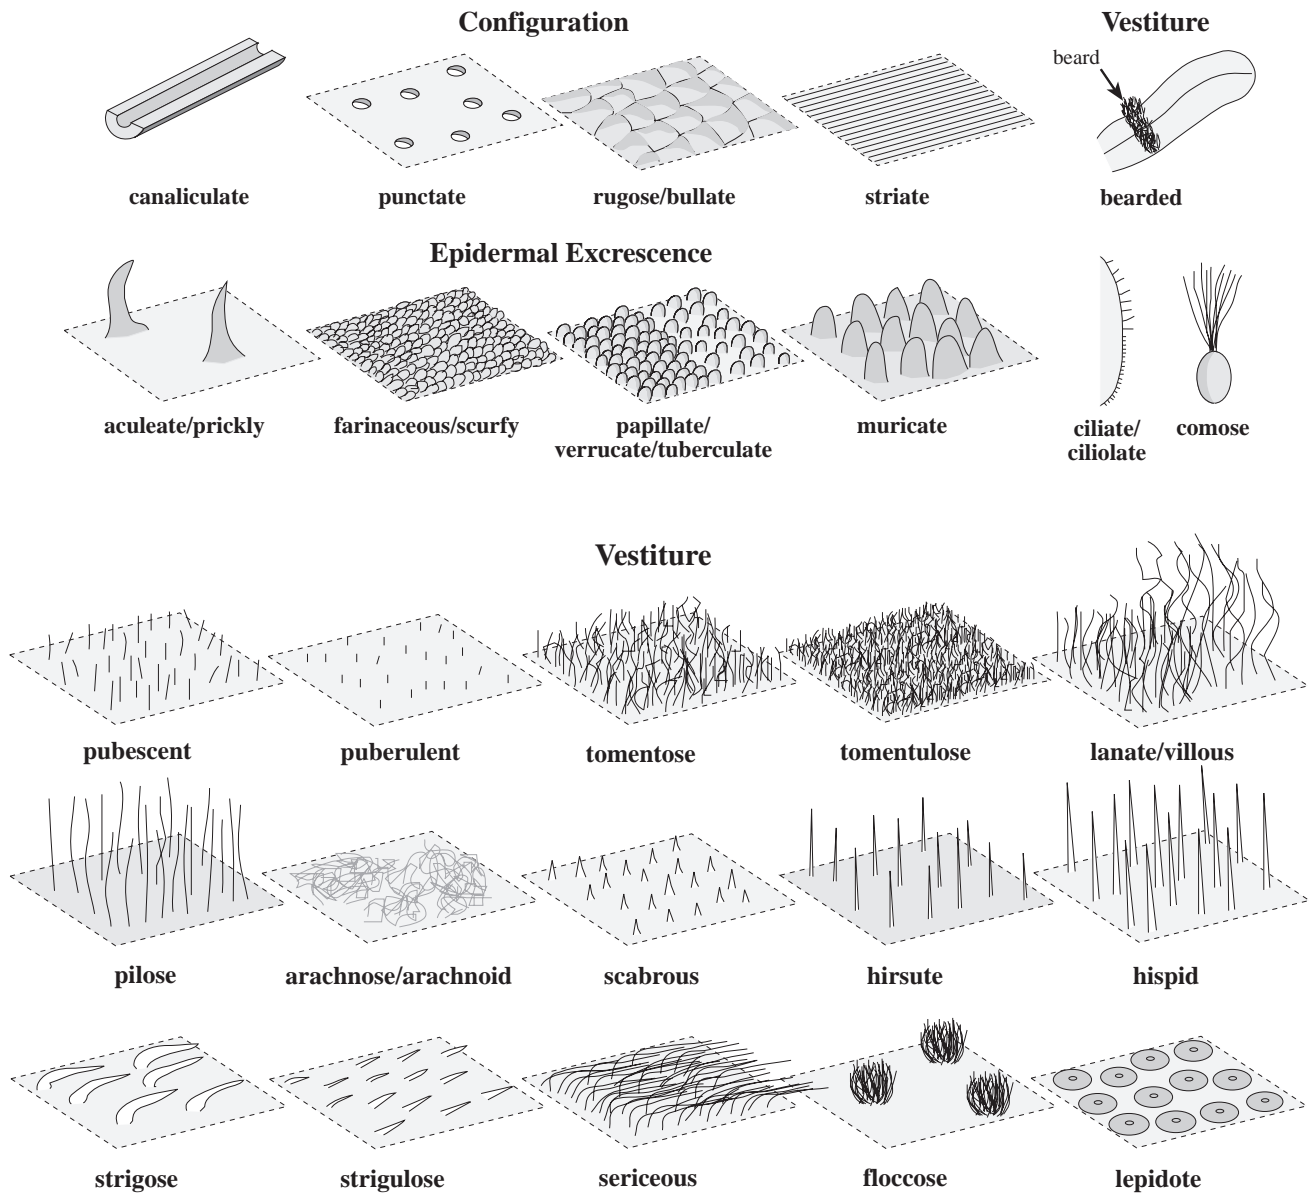 Configuration
Vestiture
beard
canaliculate
punctate
rugose/bullate
striate
bearded
Epidermal Excrescence
aculeate/prickly
farinaceous/scurfy
papillate/
verrucate/tuberculate
muricate
ciliate/
ciliolate
comose
Vestiture
pubescent
puberulent
tomentose
tomentulose
lanate/villous
pilose
arachnose/arachnoid
scabrous
hirsute
hispid
strigose
strigulose
sericeous
floccose
lepidote